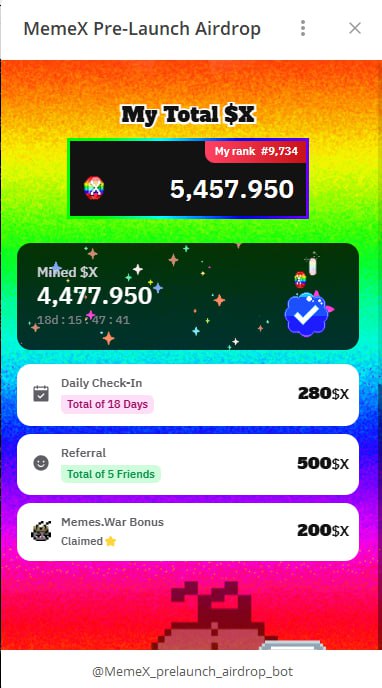 MemeX Pre-Launch Airdrop
My Total $X
My rank #9,734
5,457.950
Mined $X
4,477.950
18d:15:47:41
Daily Check-In
Total of 18 Days
280$X
Referral
Total of 5 Friends
500$X
Memes.War Bonus
Claimed⭐
200$X
@MemeX_prelaunch_airdrop_bot